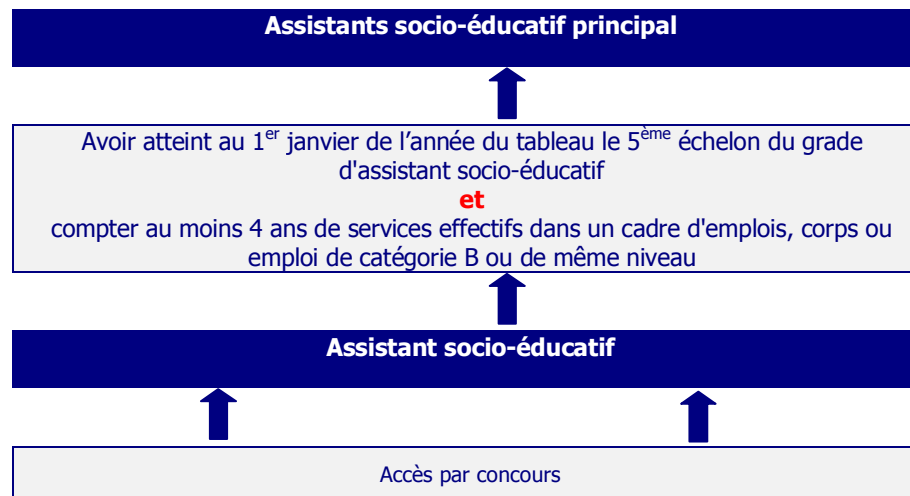 Assistants socio-éducatif principal
Avoir atteint au 1er janvier de l’année du tableau le 5ème échelon du grade
d'assistant socio-éducatif
et
compter au moins 4 ans de services effectifs dans un cadre d'emplois, corps ou
emploi de catégorie B ou de même niveau
Assistant socio-éducatif
Accès par concours